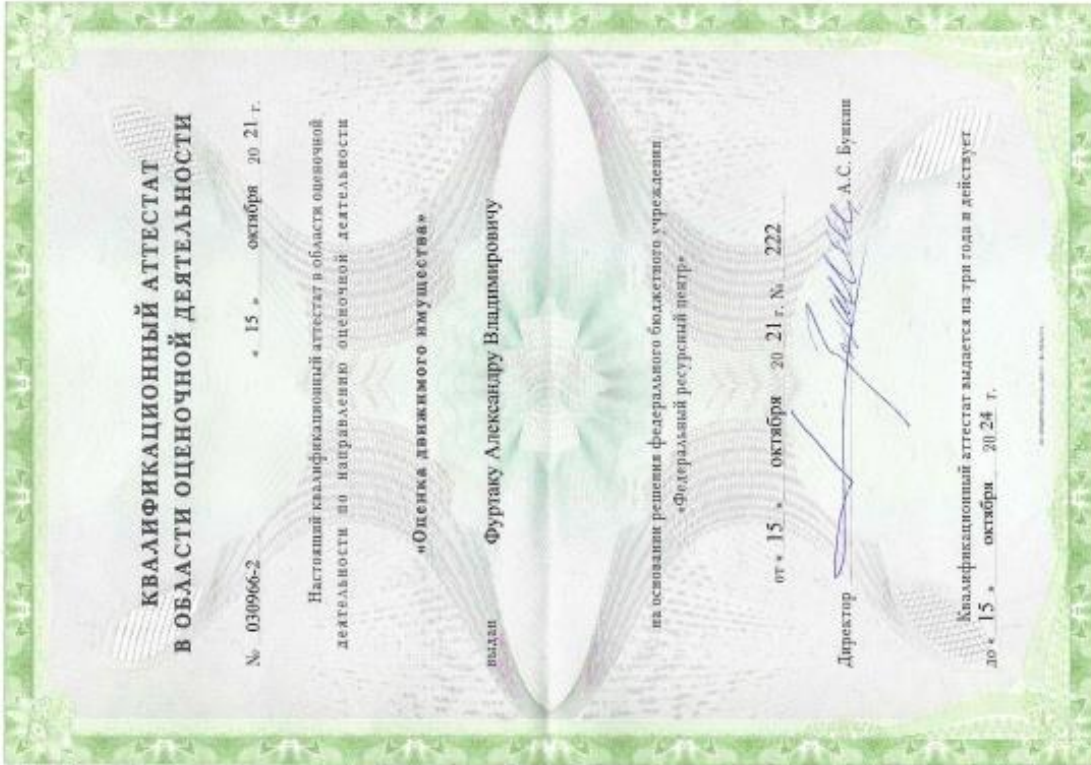 КВАЛИФИКАЦИОННЫЙ АТТЕСТАТ
В ОБЛАСТИ ОЦЕНОЧНОЙ ДЕЯТЕЛЬНОСТИ
№ 030966-2 « 15 » октября 20 21 г.
Настоящий квалификационный аттестат в области оценочной
деятельности по направлению оценочной деятельности
«Оценка движимого имущества»
выдан Фуртаку Александру Владимировичу
на основании решения федерального бюджетного учреждения
«Федеральный ресурсный центр»
от « 15 » октября 20 21 г. № 222
Директор А.С. Бункин
Квалификационный аттестат выдается на три года и действует
до « 15 » октября 20 24 г.